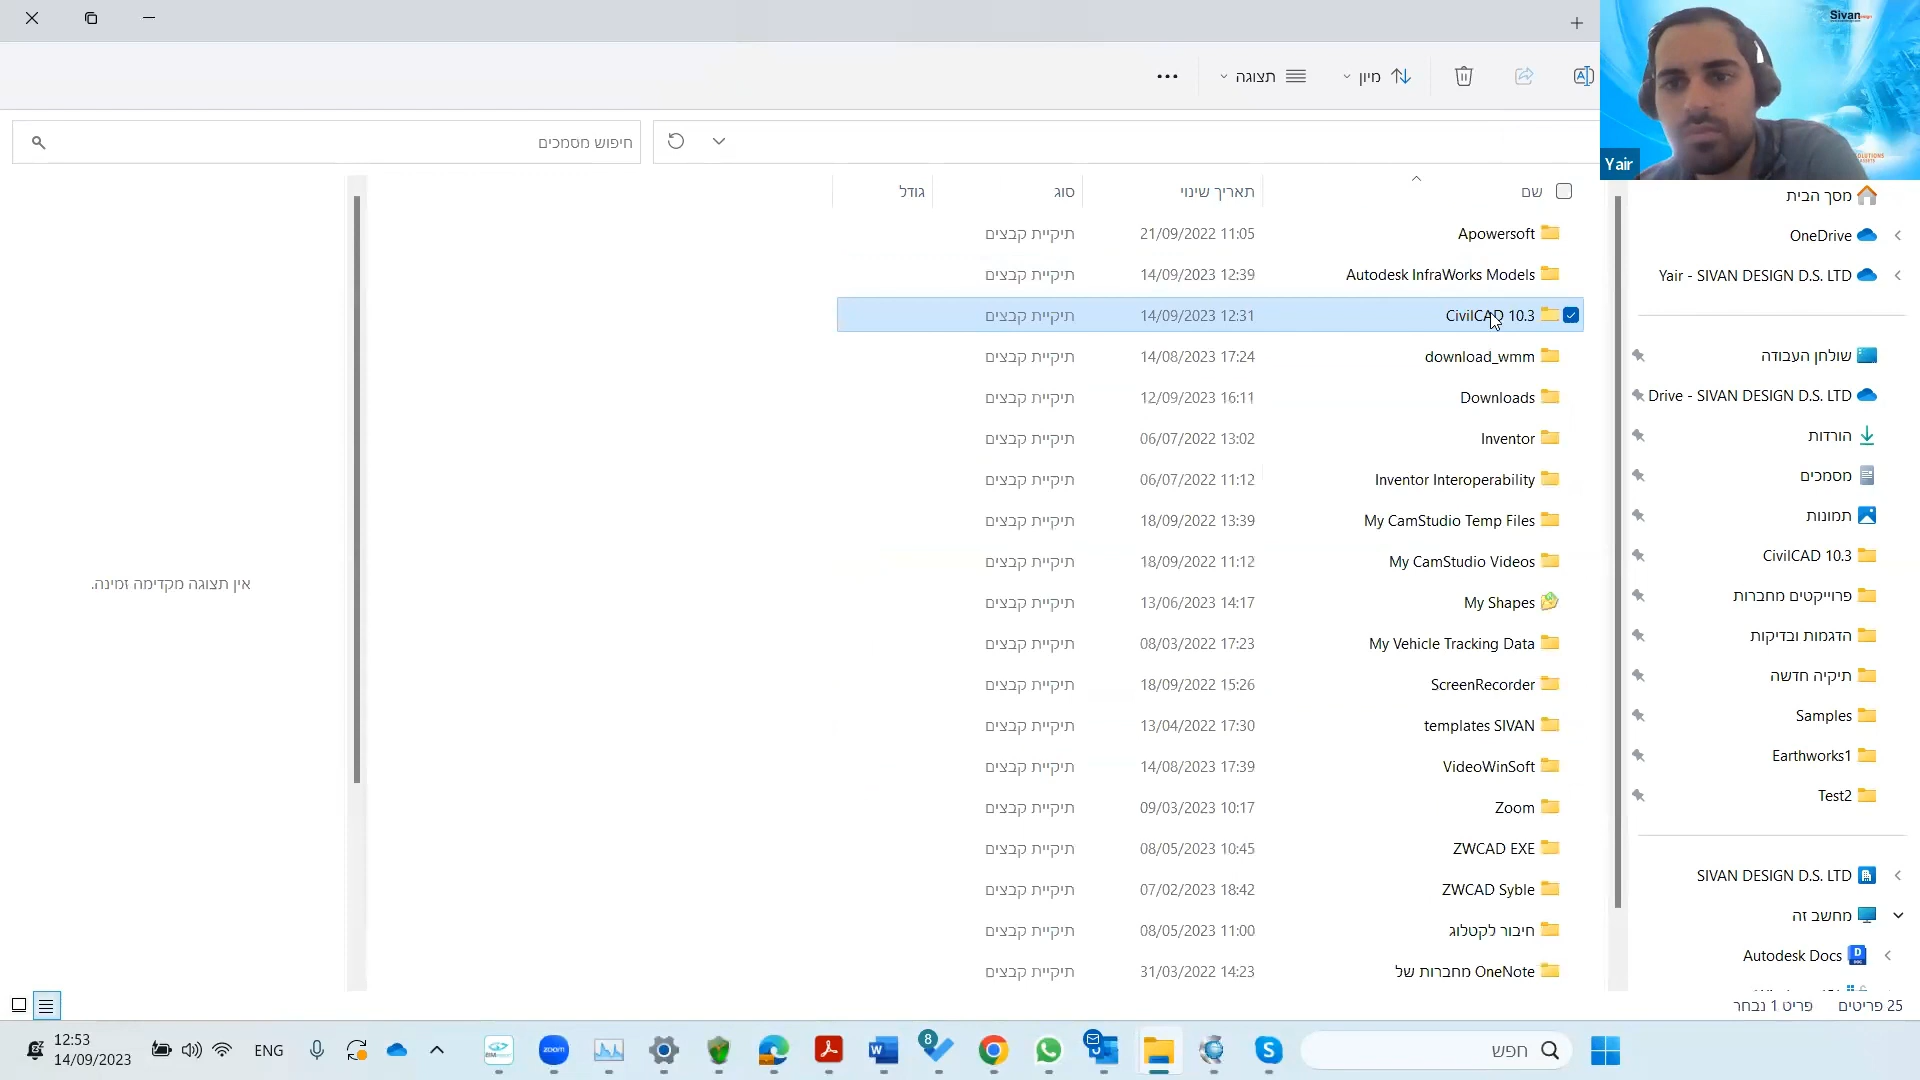 Sivan
Yair
תצוגה
מיון
חיפוש מסמכים
שם
תאריך שינוי
סוג
גודל
Apowersoft 21/09/2022 11:05 תיקיית קבצים
Autodesk InfraWorks Models 14/09/2023 12:39 תיקיית קבצים
CivilCAD 10.3 14/09/2023 12:31 תיקיית קבצים
download_wmm 14/08/2023 17:24 תיקיית קבצים
Downloads 12/09/2023 16:11 תיקיית קבצים
Inventor 06/07/2022 13:02 תיקיית קבצים
Inventor Interoperability 06/07/2022 11:12 תיקיית קבצים
My CamStudio Temp Files 18/09/2022 13:39 תיקיית קבצים
My CamStudio Videos 18/09/2022 11:12 תיקיית קבצים
My Shapes 13/06/2023 14:17 תיקיית קבצים
My Vehicle Tracking Data 08/03/2022 17:23 תיקיית קבצים
ScreenRecorder 18/09/2022 15:26 תיקיית קבצים
templates SIVAN 13/04/2022 17:30 תיקיית קבצים
VideoWinSoft 14/08/2023 17:39 תיקיית קבצים
Zoom 09/03/2023 10:17 תיקיית קבצים
ZWCAD EXE 08/05/2023 10:45 תיקיית קבצים
ZWCAD Syble 07/02/2023 18:42 תיקיית קבצים
חיבור לקטלוג 08/05/2023 11:00 תיקיית קבצים
מחברות של OneNote 31/03/2022 14:23 תיקיית קבצים
מסך הבית
OneDrive
Yair - SIVAN DESIGN D.S. LTD
שולחן העבודה
Drive - SIVAN DESIGN D.S. LTD
הורדות
מסמכים
תמונות
CivilCAD 10.3
פרוייקטים מחברות
הדגמות ובדיקות
תיקיה חדשה
Samples
Earthworks1
Test2
SIVAN DESIGN D.S. LTD
מחשב זה
Autodesk Docs
אין תצוגה מקדימה זמינה.
25 פריטים
פריט 1 נבחר
חפש
8
zoom
ENG
12:53
14/09/2023